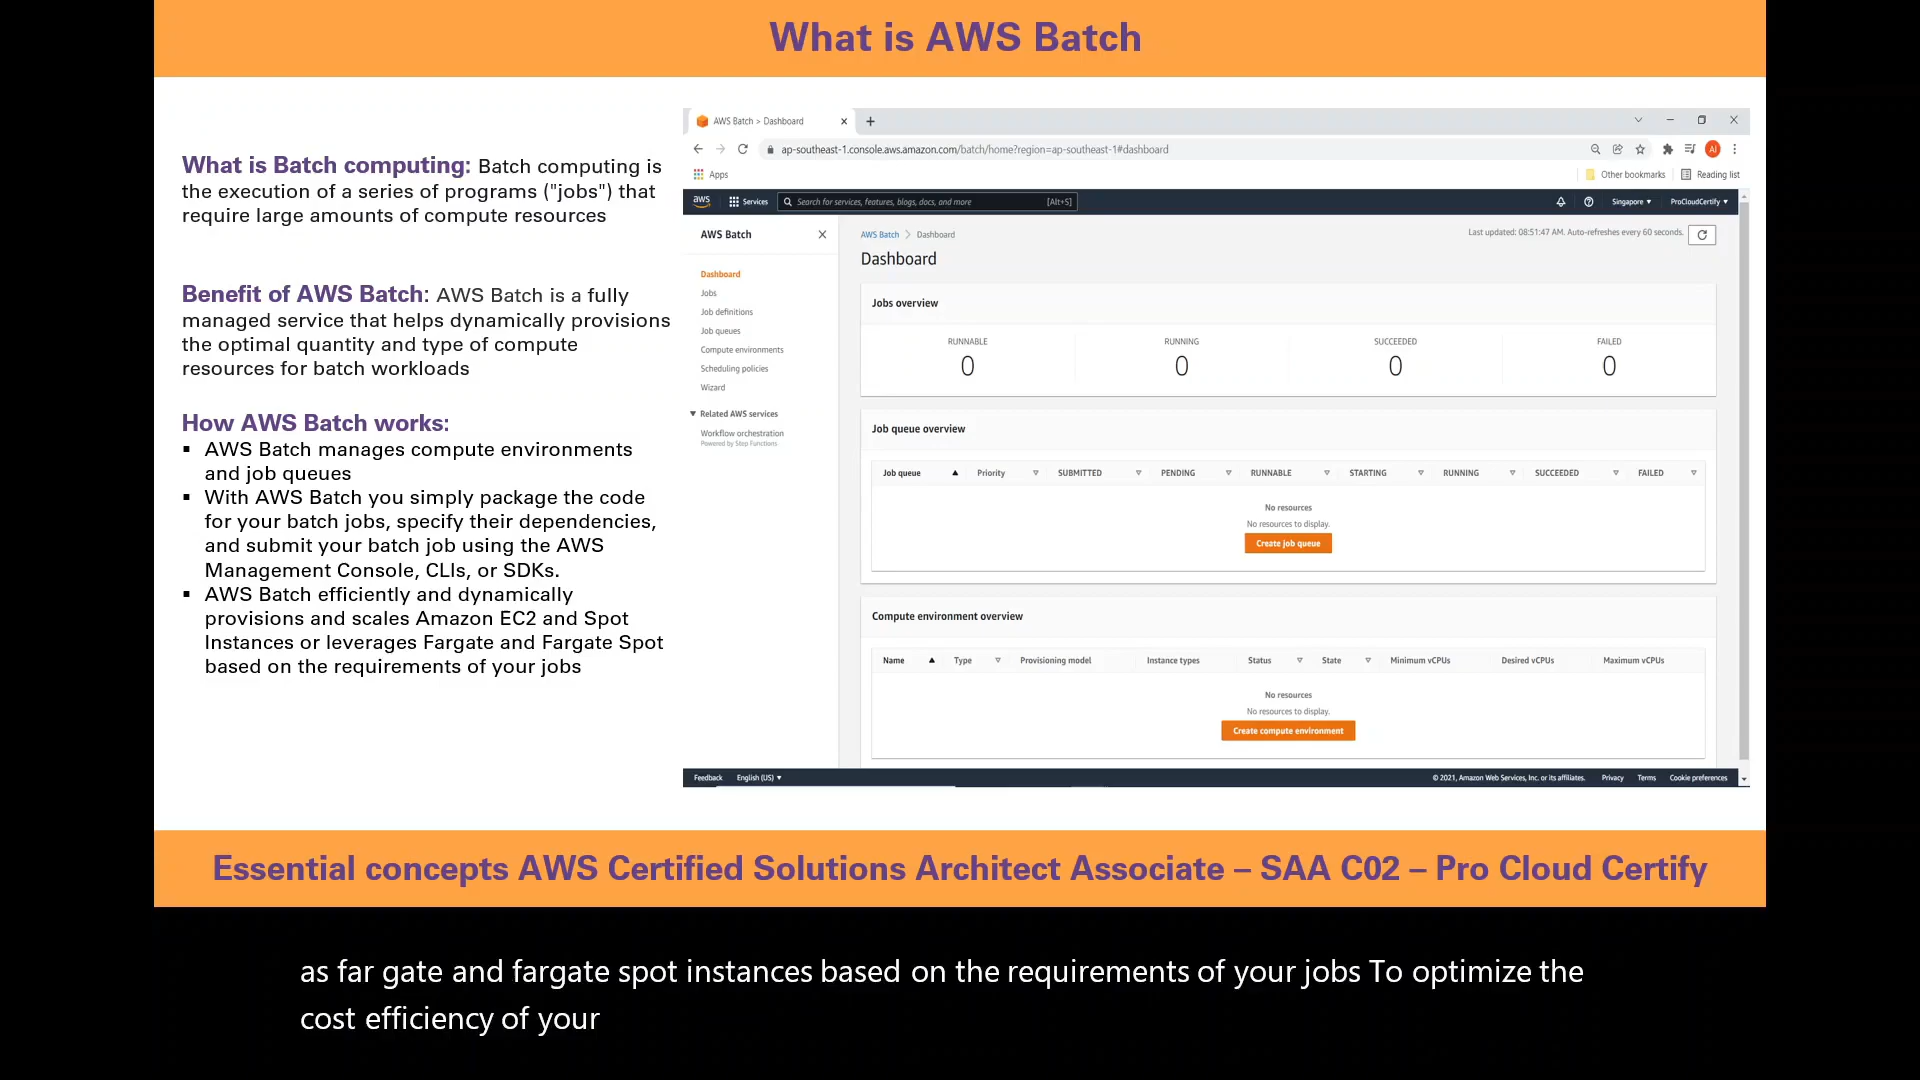 What is AWS Batch
What is Batch computing: Batch computing is
the execution of a series of programs ("jobs") that
require large amounts of compute resources
Benefit of AWS Batch: AWS Batch is a fully
managed service that helps dynamically provisions
the optimal quantity and type of compute
resources for batch workloads
How AWS Batch works:
▪ AWS Batch manages compute environments
and job queues
▪ With AWS Batch you simply package the code
for your batch jobs, specify their dependencies,
and submit your batch job using the AWS
Management Console, CLIs, or SDKs.
▪ AWS Batch efficiently and dynamically
provisions and scales Amazon EC2 and Spot
Instances or leverages Fargate and Fargate Spot
based on the requirements of your jobs
AWS Batch > Dashboard
ap-southeast-1.console.aws.amazon.com/batch/home?region=ap-southeast-1#dashboard
AI
Apps
Other bookmarks
Reading list
aws
Services
Search for services, features, blogs, docs, and more
[Alt+S]
Singapore
ProCloudCertify
AWS Batch
Dashboard
Jobs
Job definitions
Job queues
Compute environments
Scheduling policies
Wizard
Related AWS services
Workflow orchestration
Powered by Step Functions
AWS Batch > Dashboard
Last updated: 08:51:47 AM. Auto-refreshes every 60 seconds.
Dashboard
Jobs overview
RUNNABLE RUNNING SUCCEEDED FAILED
0 0 0 0
Job queue overview
Job queue Priority SUBMITTED PENDING RUNNABLE STARTING RUNNING SUCCEEDED FAILED
No resources
No resources to display.
Create job queue
Compute environment overview
Name Type Provisioning model Instance types Status State Minimum vCPUs Desired vCPUs Maximum vCPUs
No resources
No resources to display.
Create compute environment
Feedback English (US)
© 2021, Amazon Web Services, Inc. or its affiliates. Privacy Terms Cookie preferences
Essential concepts AWS Certified Solutions Architect Associate – SAA C02 – Pro Cloud Certify
as far gate and fargate spot instances based on the requirements of your jobs To optimize the
cost efficiency of your